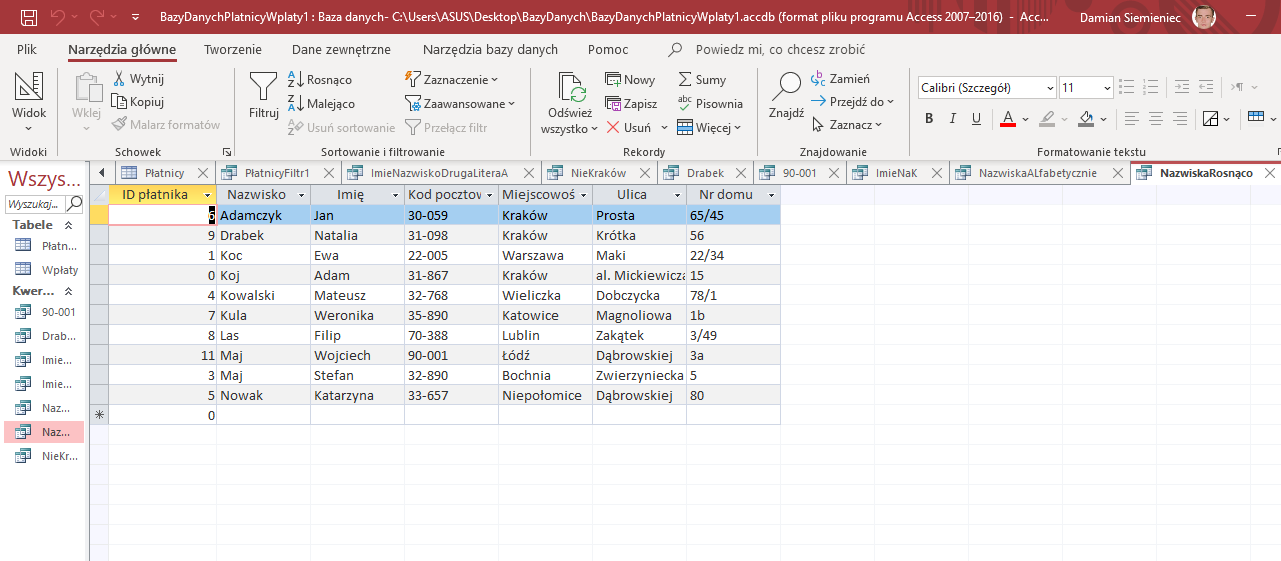 BazyDanychPlatnicyWplaty1 : Baza danych- C:\Users\ASUS\Desktop\BazyDanych\BazyDanychPlatnicyWplaty1.accdb (format pliku programu Access 2007–2016) - Acc... Damian Siemieniec
Plik Narzędzia główne Tworzenie Dane zewnętrzne Narzędzia bazy danych Pomoc Powiedz mi, co chcesz zrobić
Widok
Widoki
Wklej
Wytnij
Kopiuj
Malarz formatów
Schowek
Filtruj
Rosnąco
Malejąco
Usuń sortowanie
Zaznaczenie
Zaawansowane
Przełącz filtr
Sortowanie i filtrowanie
Odśwież
wszystko
Nowy
Zapisz
Usuń
Sumy
Pisownia
Więcej
Rekordy
Znajdź
Zamień
Przejdź do
Zaznacz
Znajdowanie
Calibri (Szczegół) 11
B I U A
Formatowanie tekstu
Wszys...
Wyszukaj...
Tabele
Płatn...
Wpłaty
Kwer...
90-001
Drab...
Imie...
Imie...
Naz...
Naz...
NieKr...
Płatnicy PłatnicyFiltr1 ImieNazwiskoDrugaLiteraA NieKraków Drabek 90-001 ImieNaK NazwiskaALfabetycznie NazwiskaRosnąco
ID płatnika Nazwisko Imię Kod pocztow Miejscowoś Ulica Nr domu
6 Adamczyk Jan 30-059 Kraków Prosta 65/45
9 Drabek Natalia 31-098 Kraków Krótka 56
1 Koc Ewa 22-005 Warszawa Maki 22/34
0 Koj Adam 31-867 Kraków al. Mickiewicza 15
4 Kowalski Mateusz 32-768 Wieliczka Dobczycka 78/1
7 Kula Weronika 35-890 Katowice Magnoliowa 1b
8 Las Filip 70-388 Lublin Zakątek 3/49
11 Maj Wojciech 90-001 Łódź Dąbrowskiej 3a
3 Maj Stefan 32-890 Bochnia Zwierzyniecka 5
5 Nowak Katarzyna 33-657 Niepołomice Dąbrowskiej 80
0